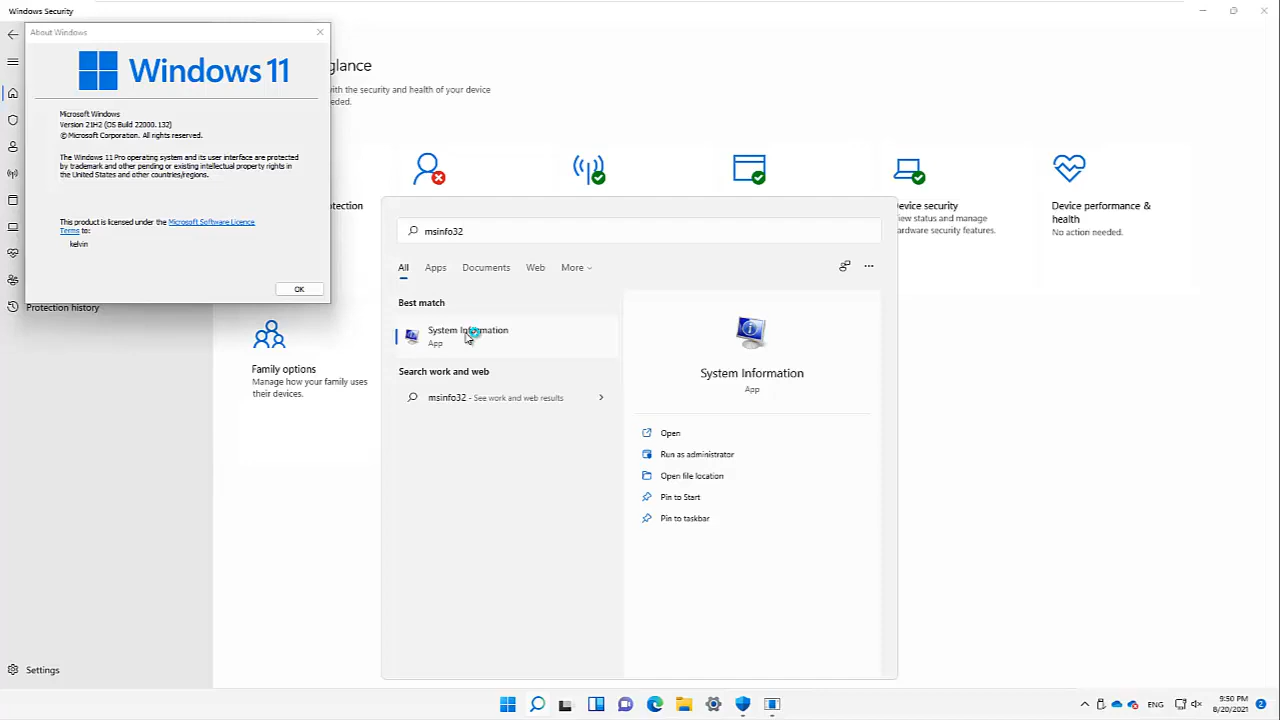 Windows Security
About Windows
Windows 11
Microsoft Windows
Version 21H2 (OS Build 22000.132)
© Microsoft Corporation. All rights reserved.
The Windows 11 Pro operating system and its user interface are protected
by trademark and other pending or existing intellectual property rights in
the United States and other countries/regions.
This product is licensed under the Microsoft Software Licence
Terms to:
kelvin
OK
glance
with the security and health of your device
eded.
otection
evice security
iew status and manage
ardware security features.
Device performance &
health
No action needed.
Protection history
Family options
Manage how your family uses
their devices.
Settings
msinfo32
All
Apps
Documents
Web
More
Best match
System Information
App
Search work and web
msinfo32 - See work and web results
System Information
App
Open
Run as administrator
Open file location
Pin to Start
Pin to taskbar
ENG
9:50 PM
8/20/2021
2